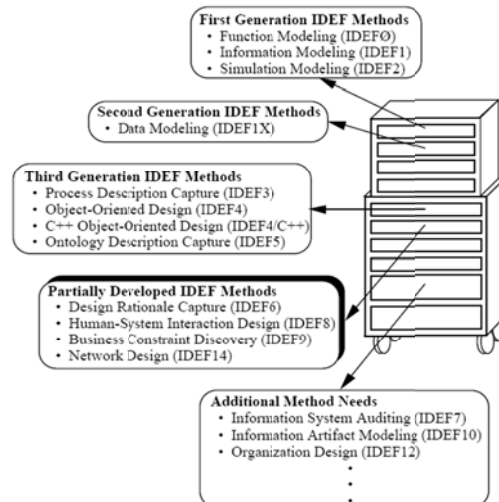 First Generation IDEF Methods
• Function Modeling (IDEFØ)
• Information Modeling (IDEF1)
• Simulation Modeling (IDEF2)
Second Generation IDEF Methods
• Data Modeling (IDEF1X)
Third Generation IDEF Methods
• Process Description Capture (IDEF3)
• Object-Oriented Design (IDEF4)
• C++ Object-Oriented Design (IDEF4/C++)
• Ontology Description Capture (IDEF5)
Partially Developed IDEF Methods
• Design Rationale Capture (IDEF6)
• Human-System Interaction Design (IDEF8)
• Business Constraint Discovery (IDEF9)
• Network Design (IDEF14)
Additional Method Needs
• Information System Auditing (IDEF7)
• Information Artifact Modeling (IDEF10)
• Organization Design (IDEF12)